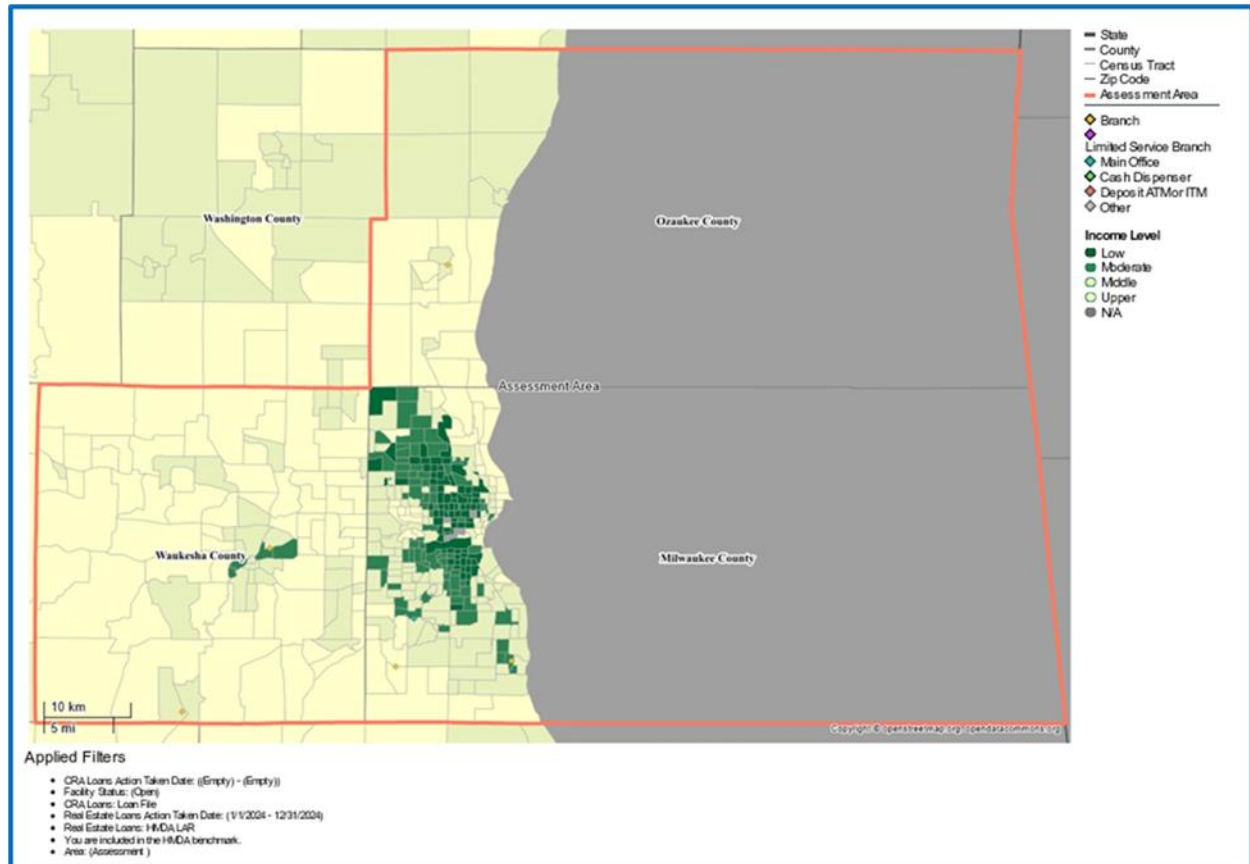 State
County
Census Tract
Zip Code
Assessment Area
Branch
Limited Service Branch
Main Office
Cash Dispenser
Deposit ATM or ITM
Other
Income Level
Low
Moderate
Middle
Upper
N/A
Washington County
Ozaukee County
Assessment Area
Waukesha County
Milwaukee County
10 km
5 mi
Copyright © openstreetmap.org/ opendatacommons.org
Applied Filters
• CRA Loans Action Taken Date: ((Empty) - (Empty))
• Facility Status: (Open)
• CRA Loans: Loan File
• Real Estate Loans Action Taken Date: (1/1/2024 - 12/31/2024)
• Real Estate Loans: HMDA LAR
• You are included in the HMDA benchmark.
• Area: (Assessment )